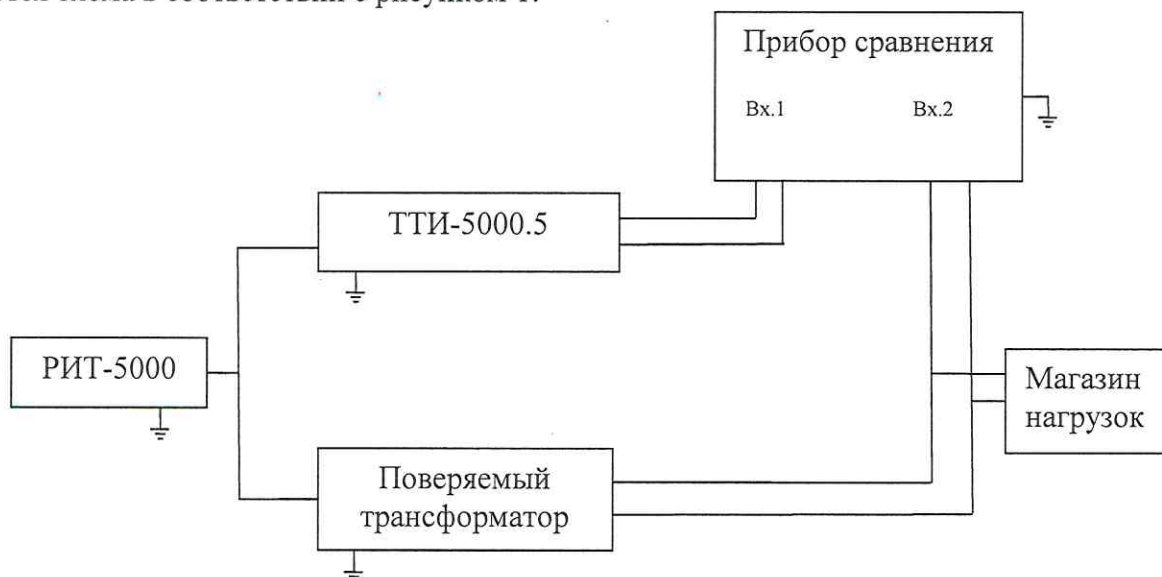 Прибор сравнения
Вх.1 Вх.2
ТТИ-5000.5
РИТ-5000
Магазин
нагрузок
Поверяемый
трансформатор